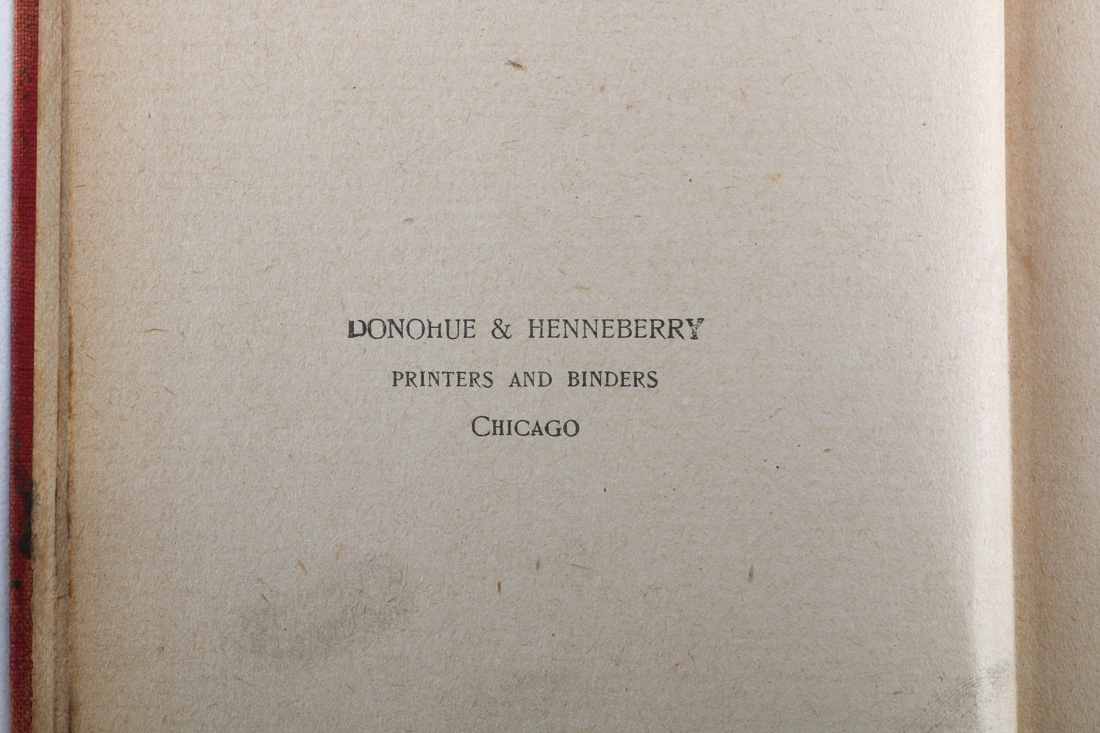 DONOHUE & HENNEBERRY
PRINTERS AND BINDERS
CHICAGO